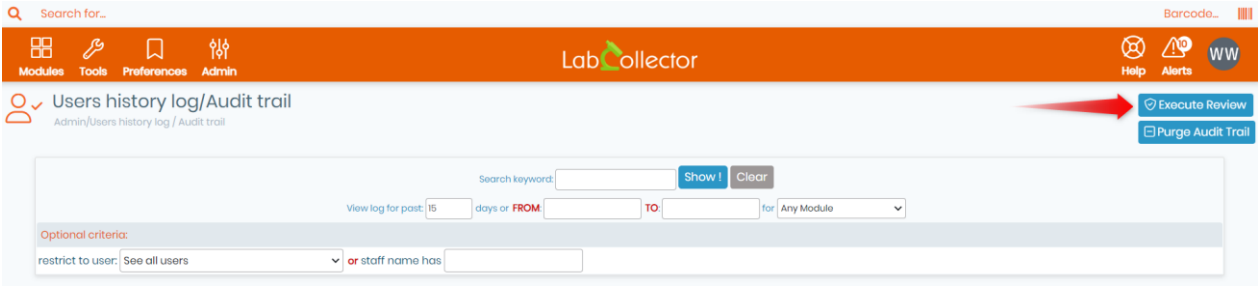 Search for... Barcode...
Modules Tools Preferences Admin LabCollector Help Alerts 10 WW
Users history log/Audit trail
Admin/Users history log / Audit trail
Execute Review
Purge Audit Trail
Search keyword: Show ! Clear
View log for past: 15 days or FROM: TO: for Any Module
Optional criteria:
restrict to user: See all users or staff name has